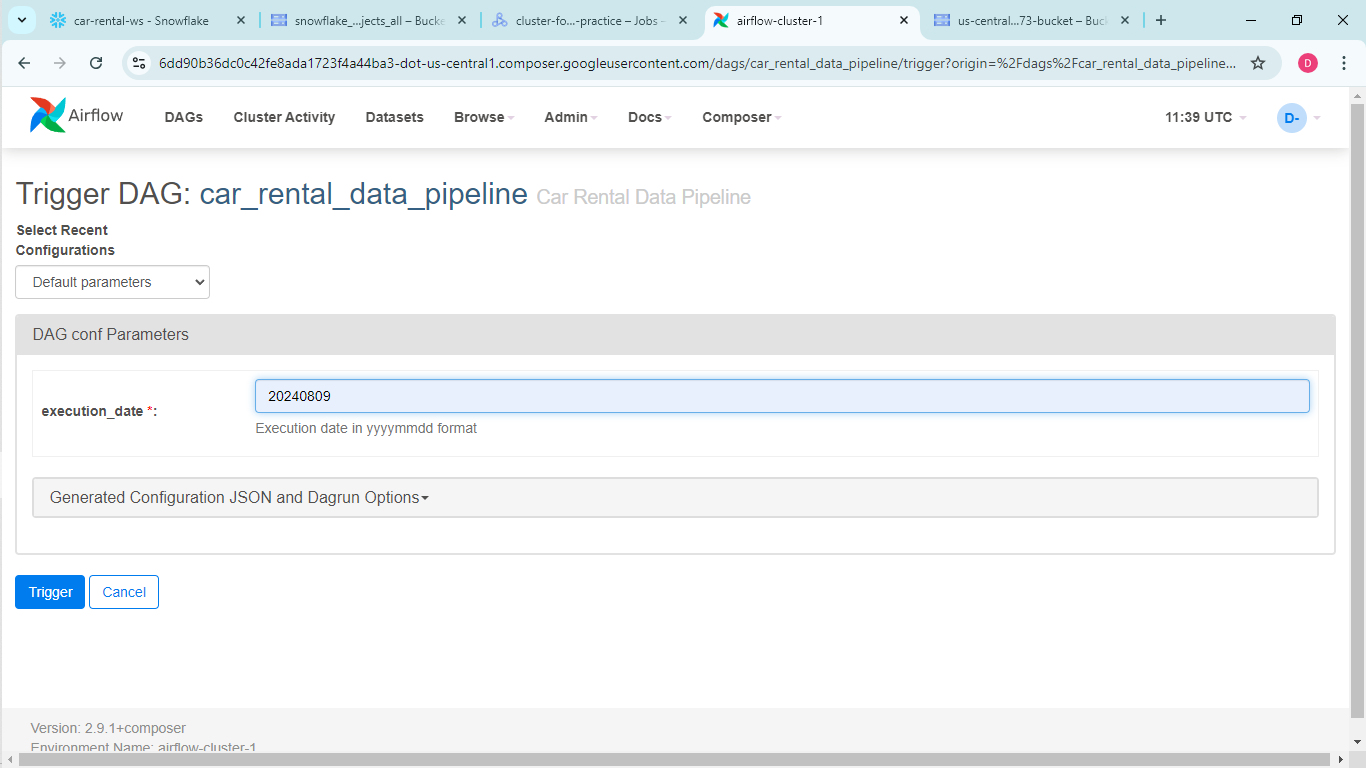 car-rental-ws - Snowflake
snowflake_...jects_all – Bucke
cluster-fo...-practice – Jobs –
airflow-cluster-1
us-central...73-bucket – Buck
6dd90b36dc0c42fe8ada1723f4a44ba3-dot-us-central1.composer.googleusercontent.com/dags/car_rental_data_pipeline/trigger?origin=%2Fdags%2Fcar_rental_data_pipeline...
D
Airflow
DAGs
Cluster Activity
Datasets
Browse
Admin
Docs
Composer
11:39 UTC
D-
Trigger DAG: car_rental_data_pipeline Car Rental Data Pipeline
Select Recent
Configurations
Default parameters
DAG conf Parameters
execution_date *:
20240809
Execution date in yyyymmdd format
Generated Configuration JSON and Dagrun Options
Trigger
Cancel
Version: 2.9.1+composer
Environment Name: airflow-cluster-1